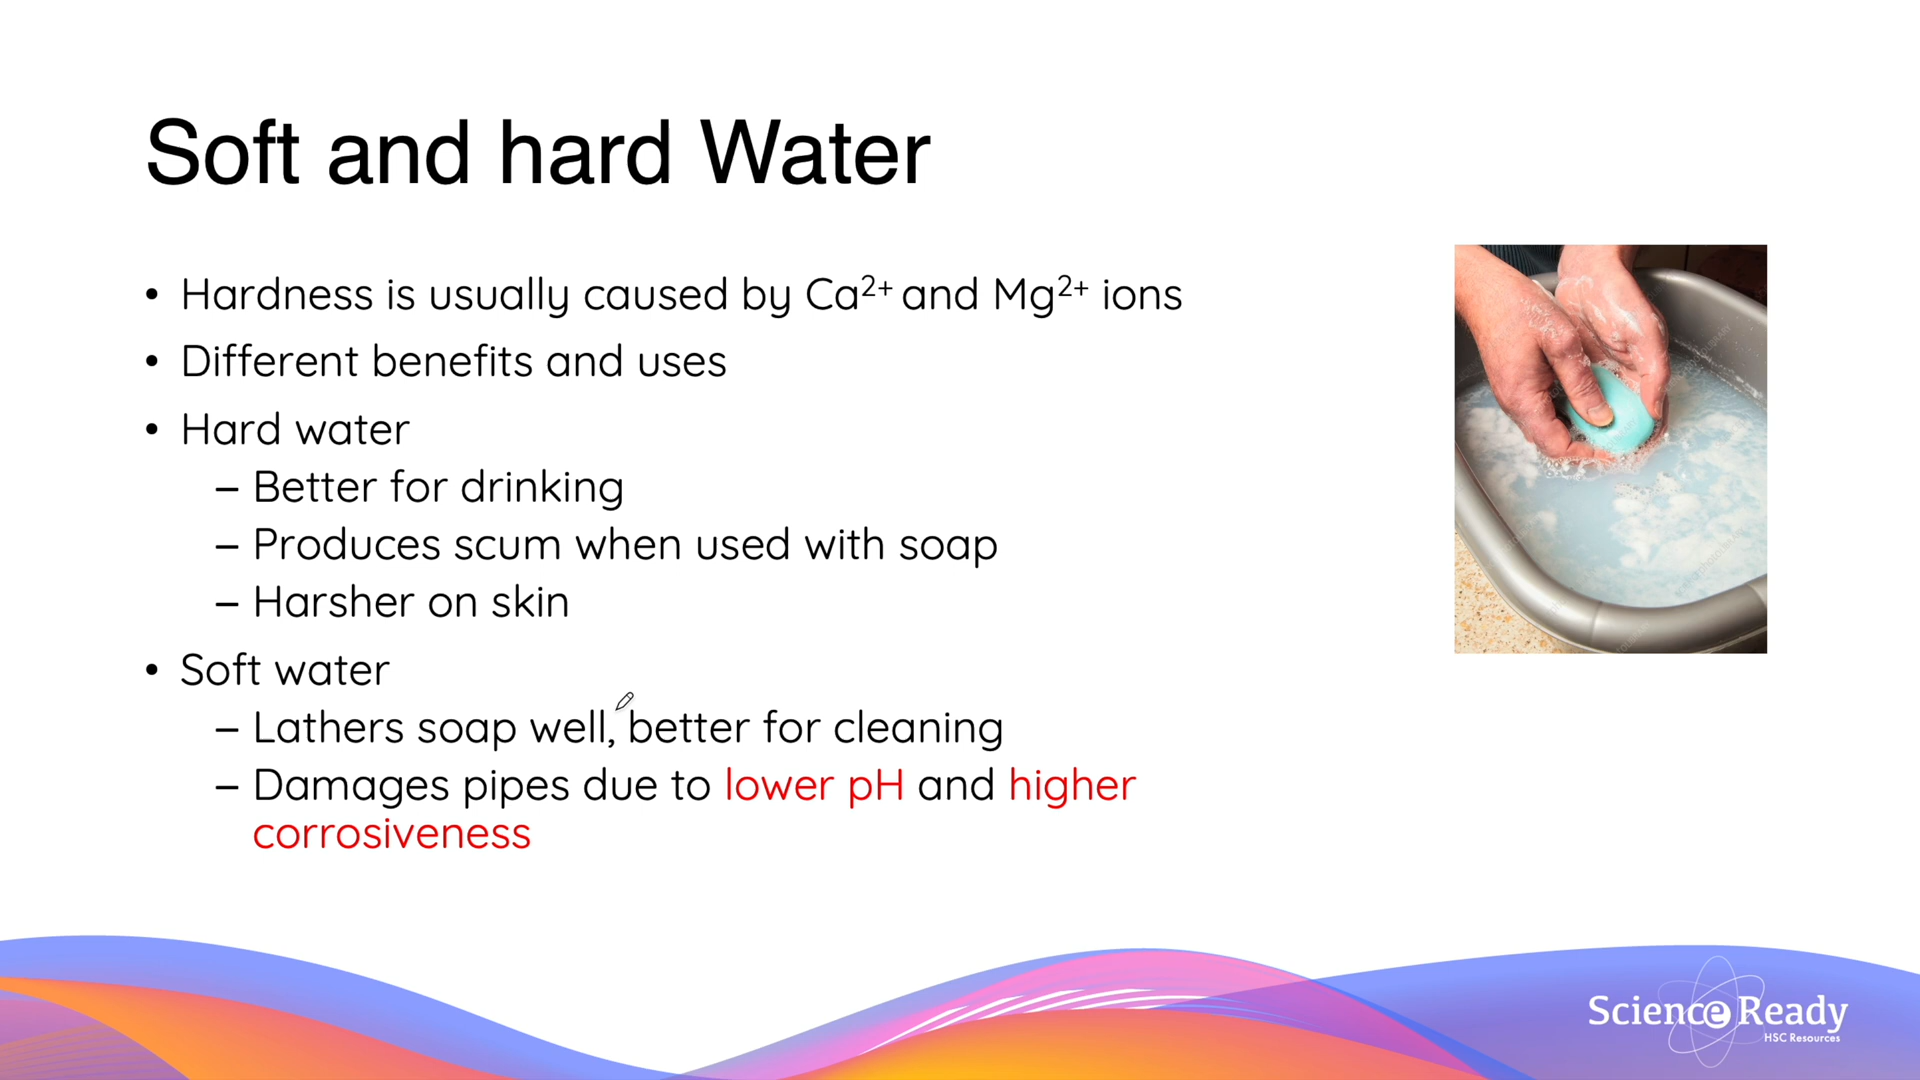 Soft and hard Water
• Hardness is usually caused by Ca²⁺ and Mg²⁺ ions
• Different benefits and uses
• Hard water
– Better for drinking
– Produces scum when used with soap
– Harsher on skin
• Soft water
– Lathers soap well, better for cleaning
– Damages pipes due to lower pH and higher
corrosiveness
Science Ready
HSC Resources